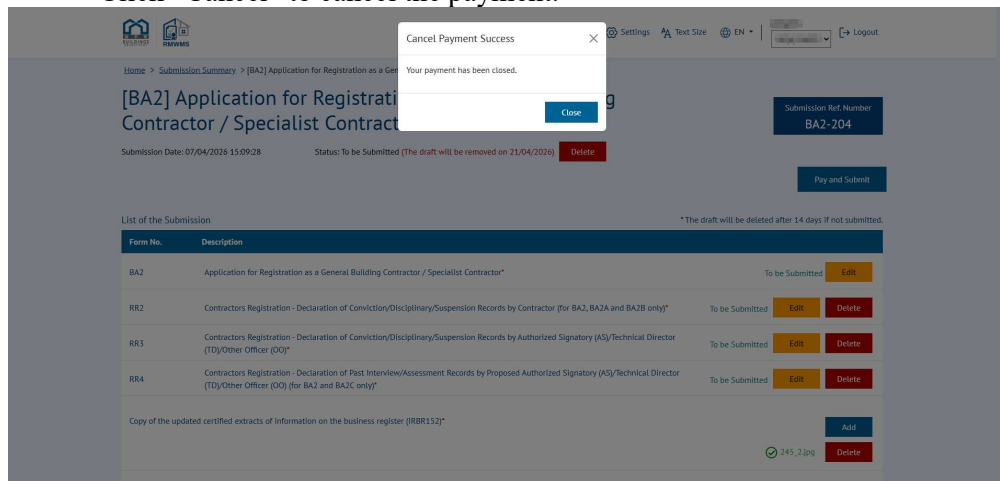 Click "Cancel" to cancel the payment.
BUILDINGS
RMWMS
Cancel Payment Success
Settings Text Size EN Logout
Home > Submission Summary > [BA2] Application for Registration as a Gen
Your payment has been closed.
[BA2] Application for Registrati g
Contractor / Specialist Contract
Close
Submission Ref. Number
BA2-204
Submission Date: 07/04/2026 15:09:28 Status: To be Submitted (The draft will be removed on 21/04/2026) Delete
Pay and Submit
List of the Submission *The draft will be deleted after 14 days if not submitted.
Form No. Description
BA2 Application for Registration as a General Building Contractor / Specialist Contractor* To be Submitted Edit
RR2 Contractors Registration - Declaration of Conviction/Disciplinary/Suspension Records by Contractor (for BA2, BA2A and BA2B only)* To be Submitted Edit Delete
RR3 Contractors Registration - Declaration of Conviction/Disciplinary/Suspension Records by Authorized Signatory (AS)/Technical Director
(TD)/Other Officer (OO)* To be Submitted Edit Delete
RR4 Contractors Registration - Declaration of Past Interview/Assessment Records by Proposed Authorized Signatory (AS)/Technical Director
(TD)/Other Officer (OO) (for BA2 and BA2C only)* To be Submitted Edit Delete
Copy of the updated certified extracts of information on the business register (IRBR152)*
Add
245_2.jpg Delete